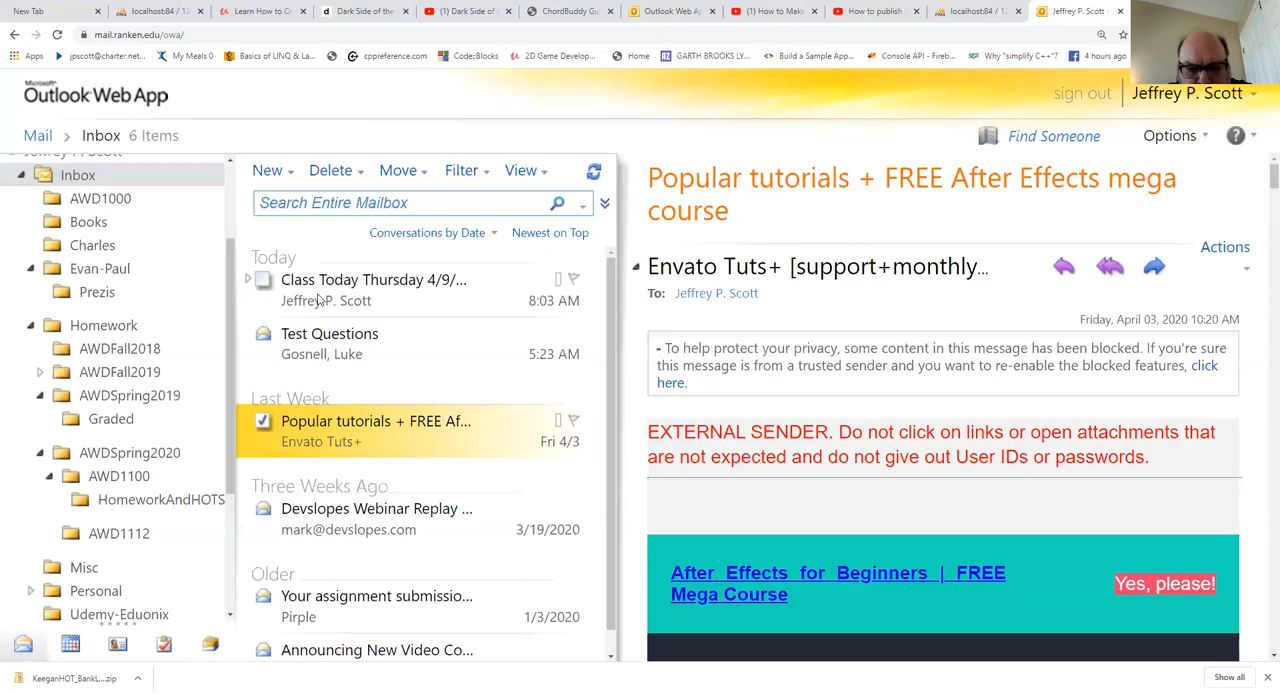 New Tab
localhost:84 / 12
Learn How to C
Dark Side of the
(1) Dark Side of
ChordBuddy Gu
Outlook Web Ap
(1) How to Make
How to publish
localhost:84 / 12
Jeffrey P. Scott -
mail.ranken.edu/owa/
Apps
jpscott@charter.net...
My Meals 0
Basics of LINQ & La...
cppreference.com
Code::Blocks
2D Game Develop...
Home
GARTH BROOKS LY...
Build a Sample App...
Console API - Fireb...
Why "simplify C++"?
4 hours ago
Microsoft®
Outlook Web App
sign out
Jeffrey P. Scott
Mail > Inbox 6 Items
Find Someone
Options
Jeffrey P. Scott
Inbox
AWD1000
Books
Charles
Evan-Paul
Prezis
Homework
AWDFall2018
AWDFall2019
AWDSpring2019
Graded
AWDSpring2020
AWD1100
HomeworkAndHOTS
AWD1112
Misc
Personal
Udemy-Eduonix
New Delete Move Filter View
Search Entire Mailbox
Conversations by Date Newest on Top
Today
Class Today Thursday 4/9/...
Jeffrey P. Scott 8:03 AM
Test Questions
Gosnell, Luke 5:23 AM
Last Week
Popular tutorials + FREE Af...
Envato Tuts+ Fri 4/3
Three Weeks Ago
Devslopes Webinar Replay ...
mark@devslopes.com 3/19/2020
Older
Your assignment submissio...
Pirple 1/3/2020
Announcing New Video Co...
Popular tutorials + FREE After Effects mega
course
Actions
Envato Tuts+ [support+monthly...
To: Jeffrey P. Scott
Friday, April 03, 2020 10:20 AM
- To help protect your privacy, some content in this message has been blocked. If you're sure
this message is from a trusted sender and you want to re-enable the blocked features, click
here.
EXTERNAL SENDER. Do not click on links or open attachments that
are not expected and do not give out User IDs or passwords.
After Effects for Beginners | FREE
Mega Course
Yes, please!
KeeganHOT_BankL....zip
Show all